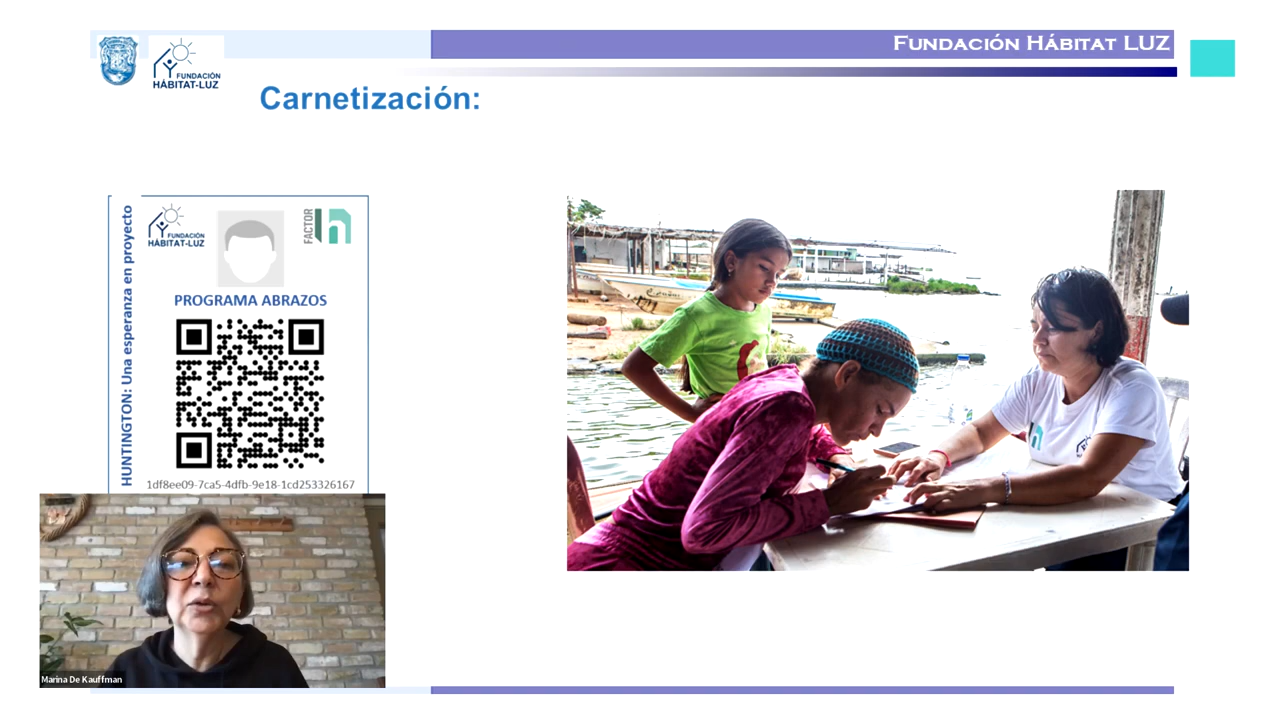 FUNDACIÓN HÁBITAT LUZ
FUNDACIÓN
HÁBITAT-LUZ
Carnetización:
HUNTINGTON: Una esperanza en proyecto
FUNDACIÓN
HÁBITAT-LUZ
FACTOR
h
PROGRAMA ABRAZOS
1df8ee09-7ca5-4dfb-9e18-1cd253326167
Marina De Kauffman